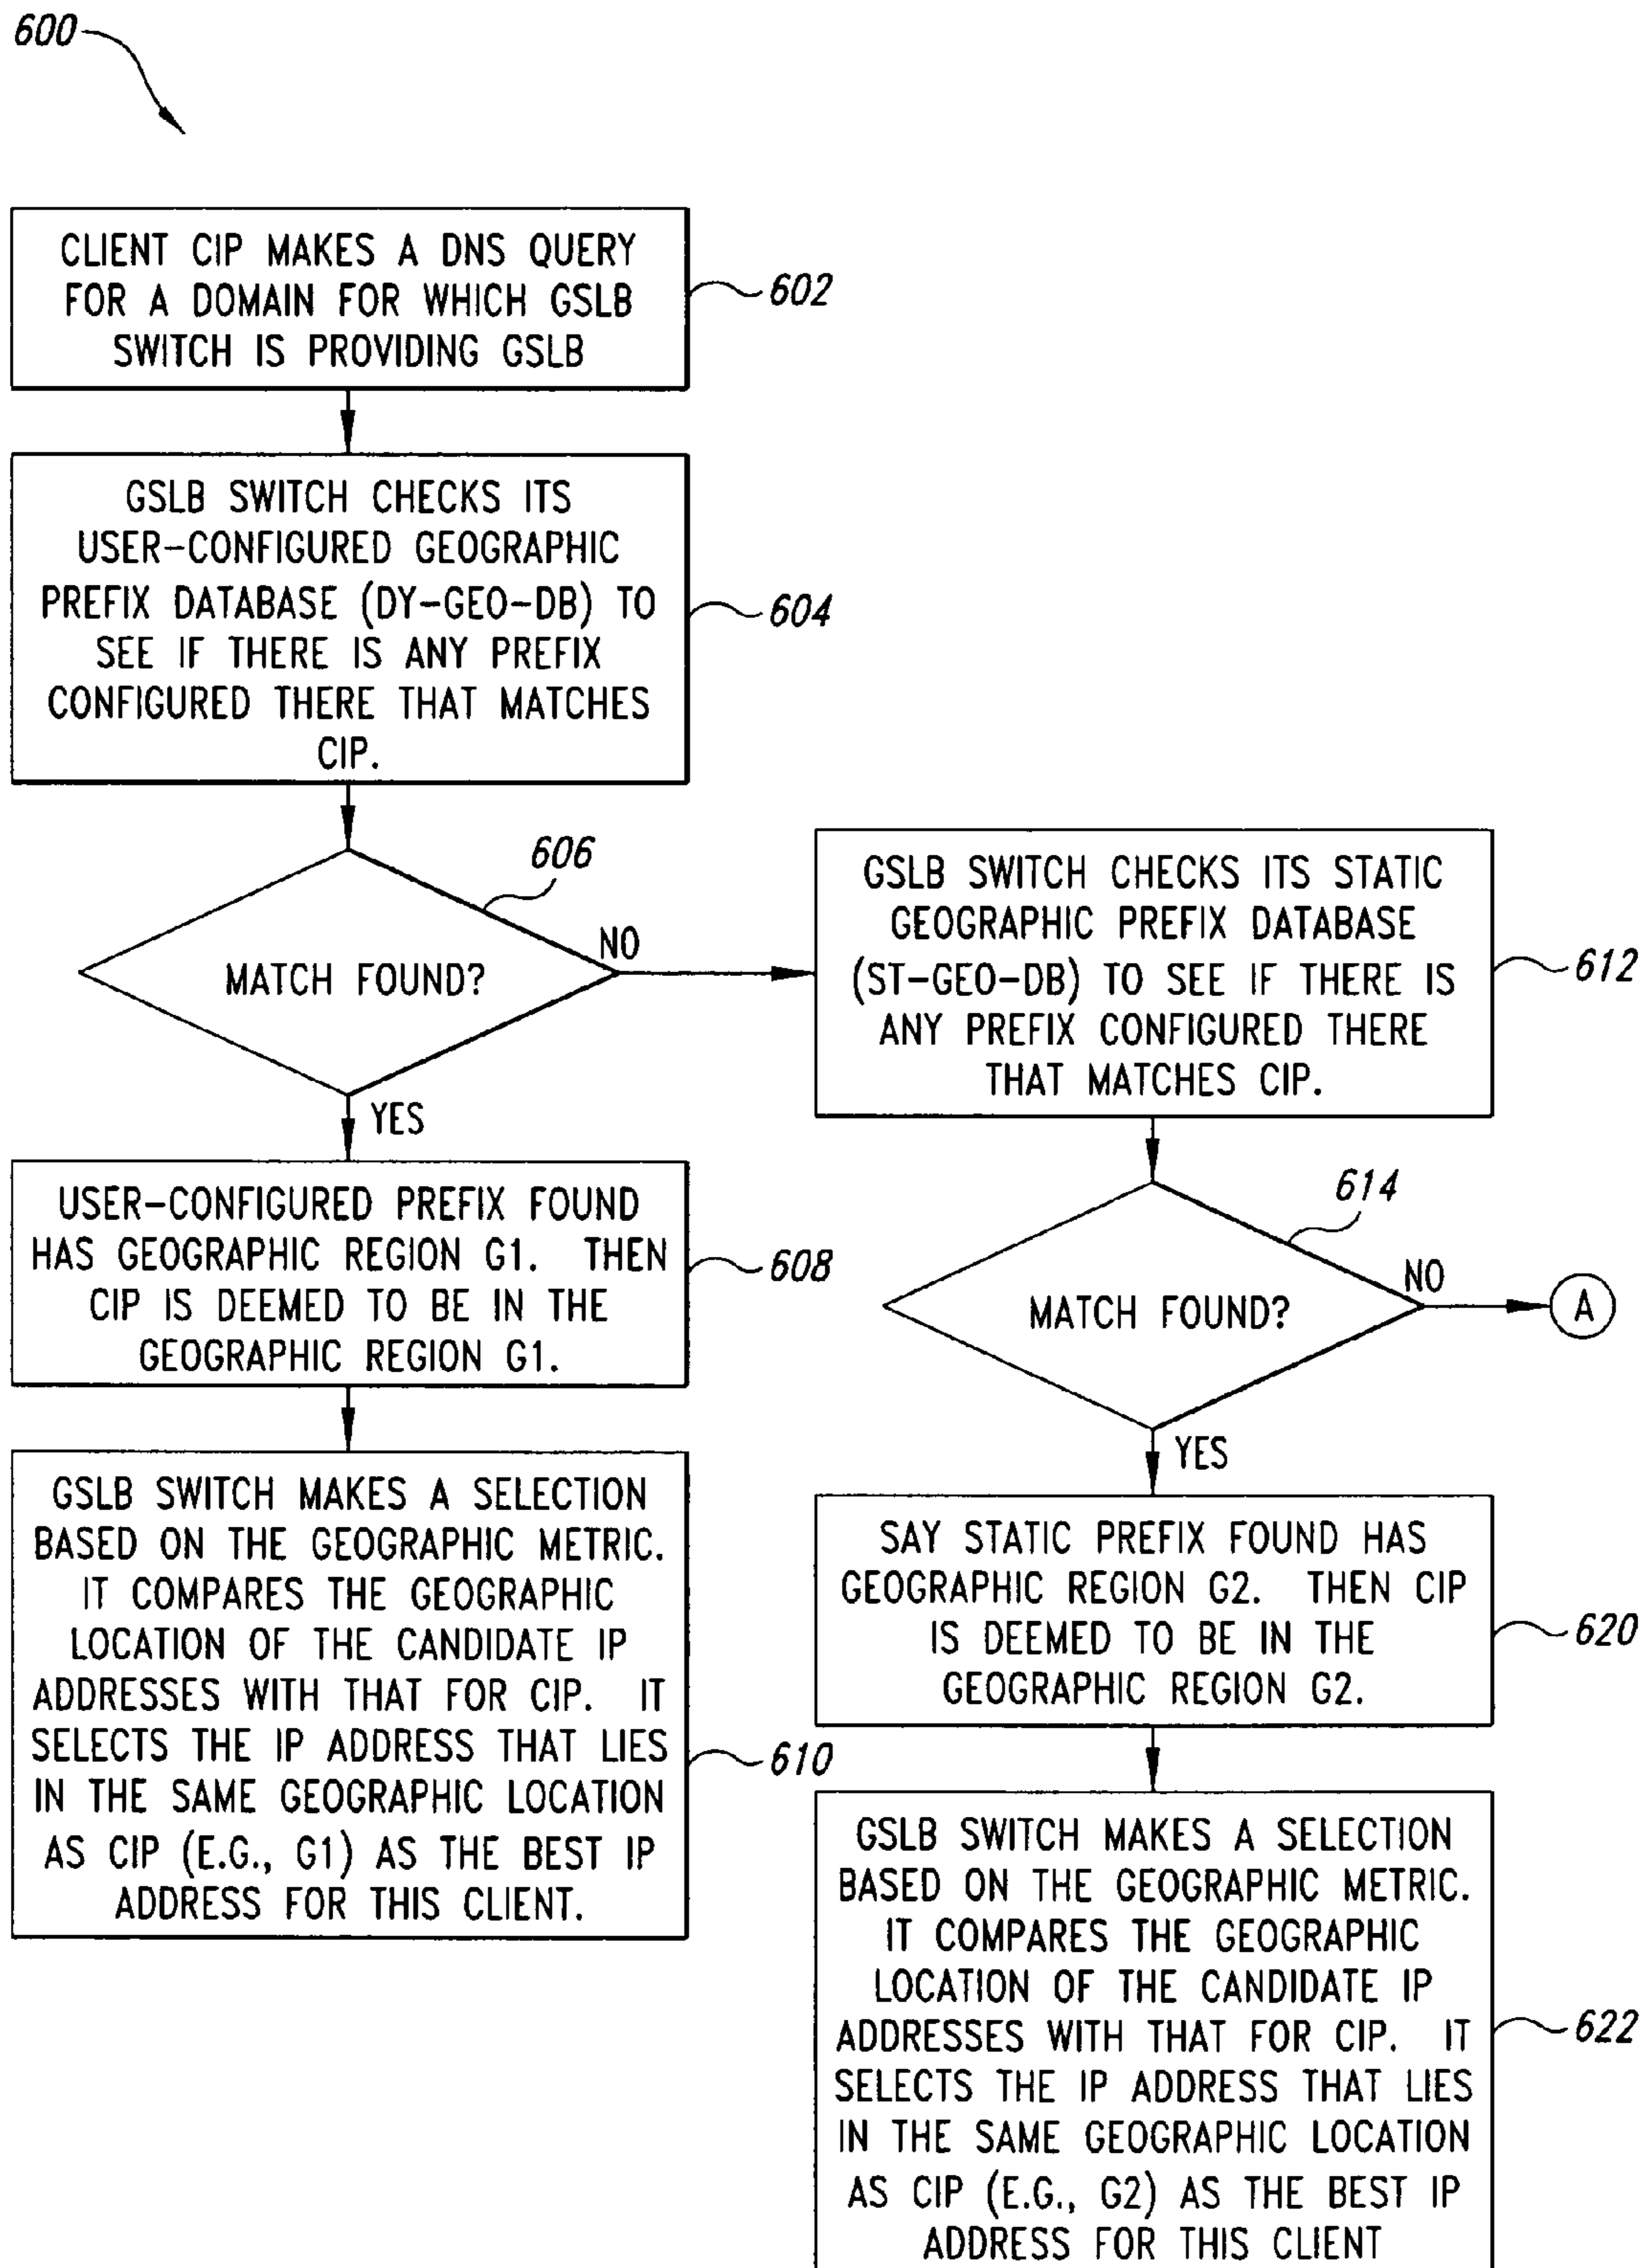 600
CLIENT CIP MAKES A DNS QUERY
FOR A DOMAIN FOR WHICH GSLB
SWITCH IS PROVIDING GSLB
602
GSLB SWITCH CHECKS ITS
USER-CONFIGURED GEOGRAPHIC
PREFIX DATABASE (DY-GEO-DB) TO
SEE IF THERE IS ANY PREFIX
CONFIGURED THERE THAT MATCHES
CIP.
604
606
MATCH FOUND?
NO
YES
USER-CONFIGURED PREFIX FOUND
HAS GEOGRAPHIC REGION G1. THEN
CIP IS DEEMED TO BE IN THE
GEOGRAPHIC REGION G1.
608
GSLB SWITCH MAKES A SELECTION
BASED ON THE GEOGRAPHIC METRIC.
IT COMPARES THE GEOGRAPHIC
LOCATION OF THE CANDIDATE IP
ADDRESSES WITH THAT FOR CIP. IT
SELECTS THE IP ADDRESS THAT LIES
IN THE SAME GEOGRAPHIC LOCATION
AS CIP (E.G., G1) AS THE BEST IP
ADDRESS FOR THIS CLIENT.
610
GSLB SWITCH CHECKS ITS STATIC
GEOGRAPHIC PREFIX DATABASE
(ST-GEO-DB) TO SEE IF THERE IS
ANY PREFIX CONFIGURED THERE
THAT MATCHES CIP.
612
614
MATCH FOUND?
NO
A
YES
SAY STATIC PREFIX FOUND HAS
GEOGRAPHIC REGION G2. THEN CIP
IS DEEMED TO BE IN THE
GEOGRAPHIC REGION G2.
620
GSLB SWITCH MAKES A SELECTION
BASED ON THE GEOGRAPHIC METRIC.
IT COMPARES THE GEOGRAPHIC
LOCATION OF THE CANDIDATE IP
ADDRESSES WITH THAT FOR CIP. IT
SELECTS THE IP ADDRESS THAT LIES
IN THE SAME GEOGRAPHIC LOCATION
AS CIP (E.G., G2) AS THE BEST IP
ADDRESS FOR THIS CLIENT
622